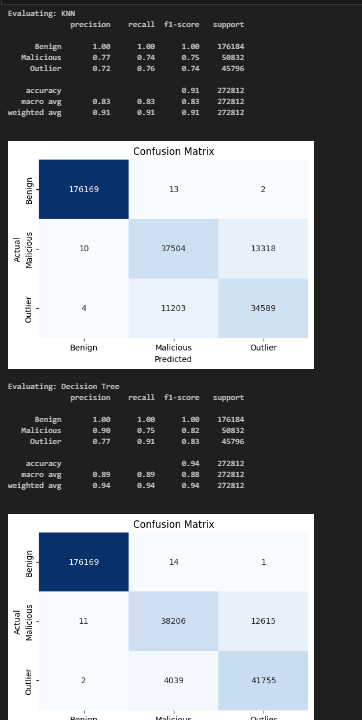 Evaluating: KNN
precision recall f1-score support
Benign 1.00 1.00 1.00 176184
Malicious 0.77 0.74 0.75 50832
Outlier 0.72 0.76 0.74 45796
accuracy 0.91 272812
macro avg 0.83 0.83 0.83 272812
weighted avg 0.91 0.91 0.91 272812
Confusion Matrix
Benign 176169 13 2
Actual
Malicious 10 37504 13318
Outlier 4 11203 34589
Benign Malicious Outlier
Predicted
Evaluating: Decision Tree
precision recall f1-score support
Benign 1.00 1.00 1.00 176184
Malicious 0.90 0.75 0.82 50832
Outlier 0.77 0.91 0.83 45796
accuracy 0.94 272812
macro avg 0.89 0.89 0.88 272812
weighted avg 0.94 0.94 0.94 272812
Confusion Matrix
Benign 176169 14 1
Actual
Malicious 11 38206 12615
Outlier 2 4039 41755
Benign Malicious Outlier